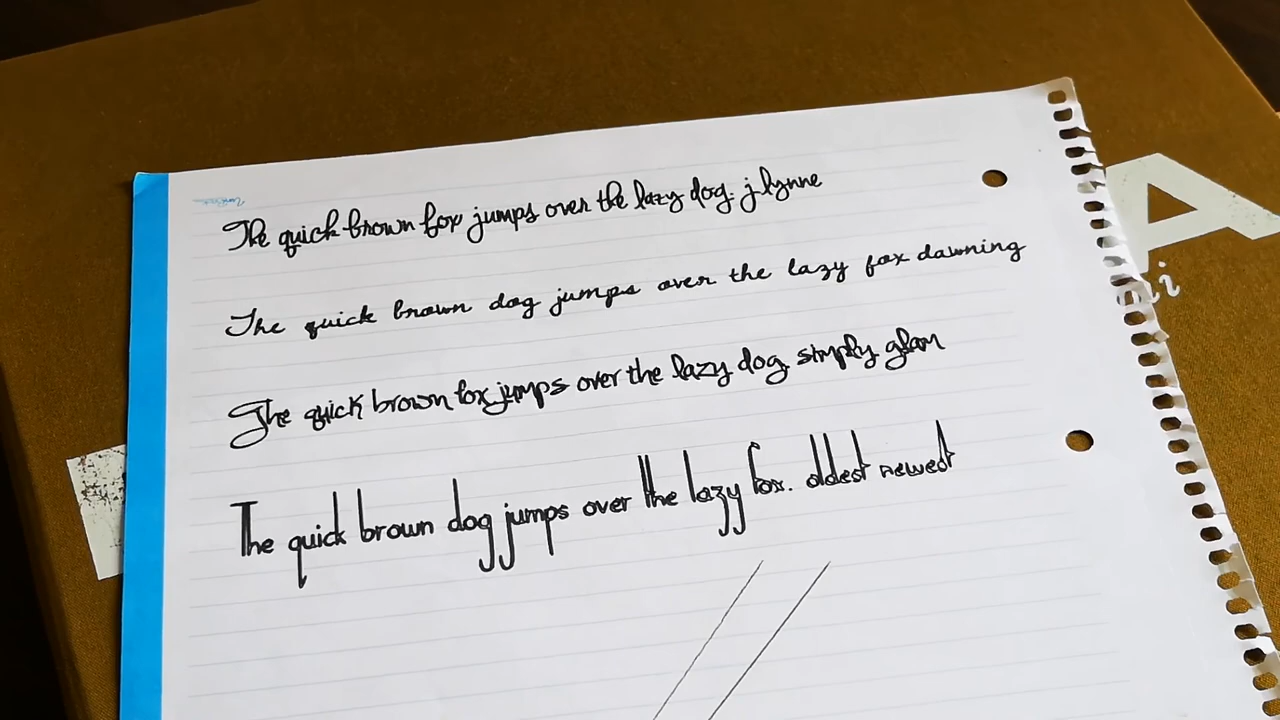 The quick brown fox jumps over the lazy dog. j lynne
The quick brown dog jumps over the lazy fox dawning
The quick brown fox jumps over the lazy dog simply glam
The quick brown dog jumps over the lazy fox. oldest newest
A